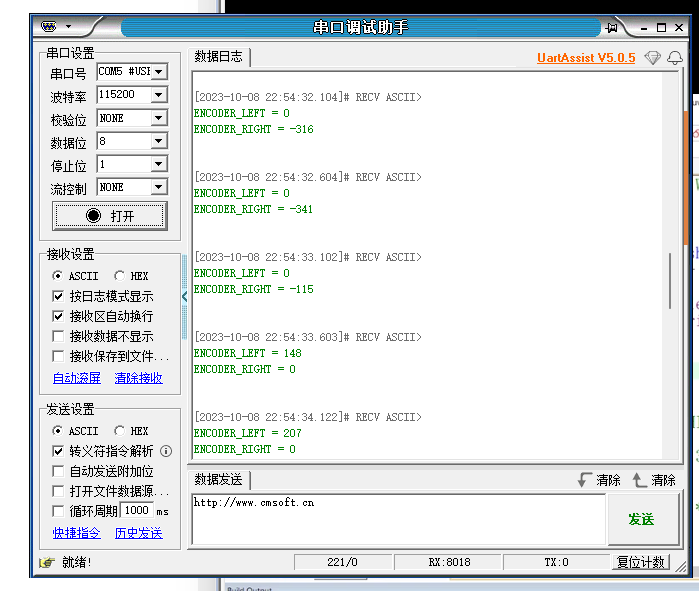 串口调试助手
串口设置
串口号 COM5 #USI
波特率 115200
校验位 NONE
数据位 8
停止位 1
流控制 NONE
打开
接收设置
ASCII HEX
按日志模式显示
接收区自动换行
接收数据不显示
接收保存到文件...
自动滚屏 清除接收
发送设置
ASCII HEX
转义符指令解析
自动发送附加位
打开文件数据源...
循环周期 1000 ms
快捷指令 历史发送
数据日志 UartAssist V5.0.5
[2023-10-08 22:54:32.104]# RECV ASCII>
ENCODER_LEFT = 0
ENCODER_RIGHT = -316
[2023-10-08 22:54:32.604]# RECV ASCII>
ENCODER_LEFT = 0
ENCODER_RIGHT = -341
[2023-10-08 22:54:33.102]# RECV ASCII>
ENCODER_LEFT = 0
ENCODER_RIGHT = -115
[2023-10-08 22:54:33.603]# RECV ASCII>
ENCODER_LEFT = 148
ENCODER_RIGHT = 0
[2023-10-08 22:54:34.122]# RECV ASCII>
ENCODER_LEFT = 207
ENCODER_RIGHT = 0
数据发送 清除 清除
http://www.cmsoft.cn
发送
就绪! 221/0 RX:8018 TX:0 复位计数
Build Output